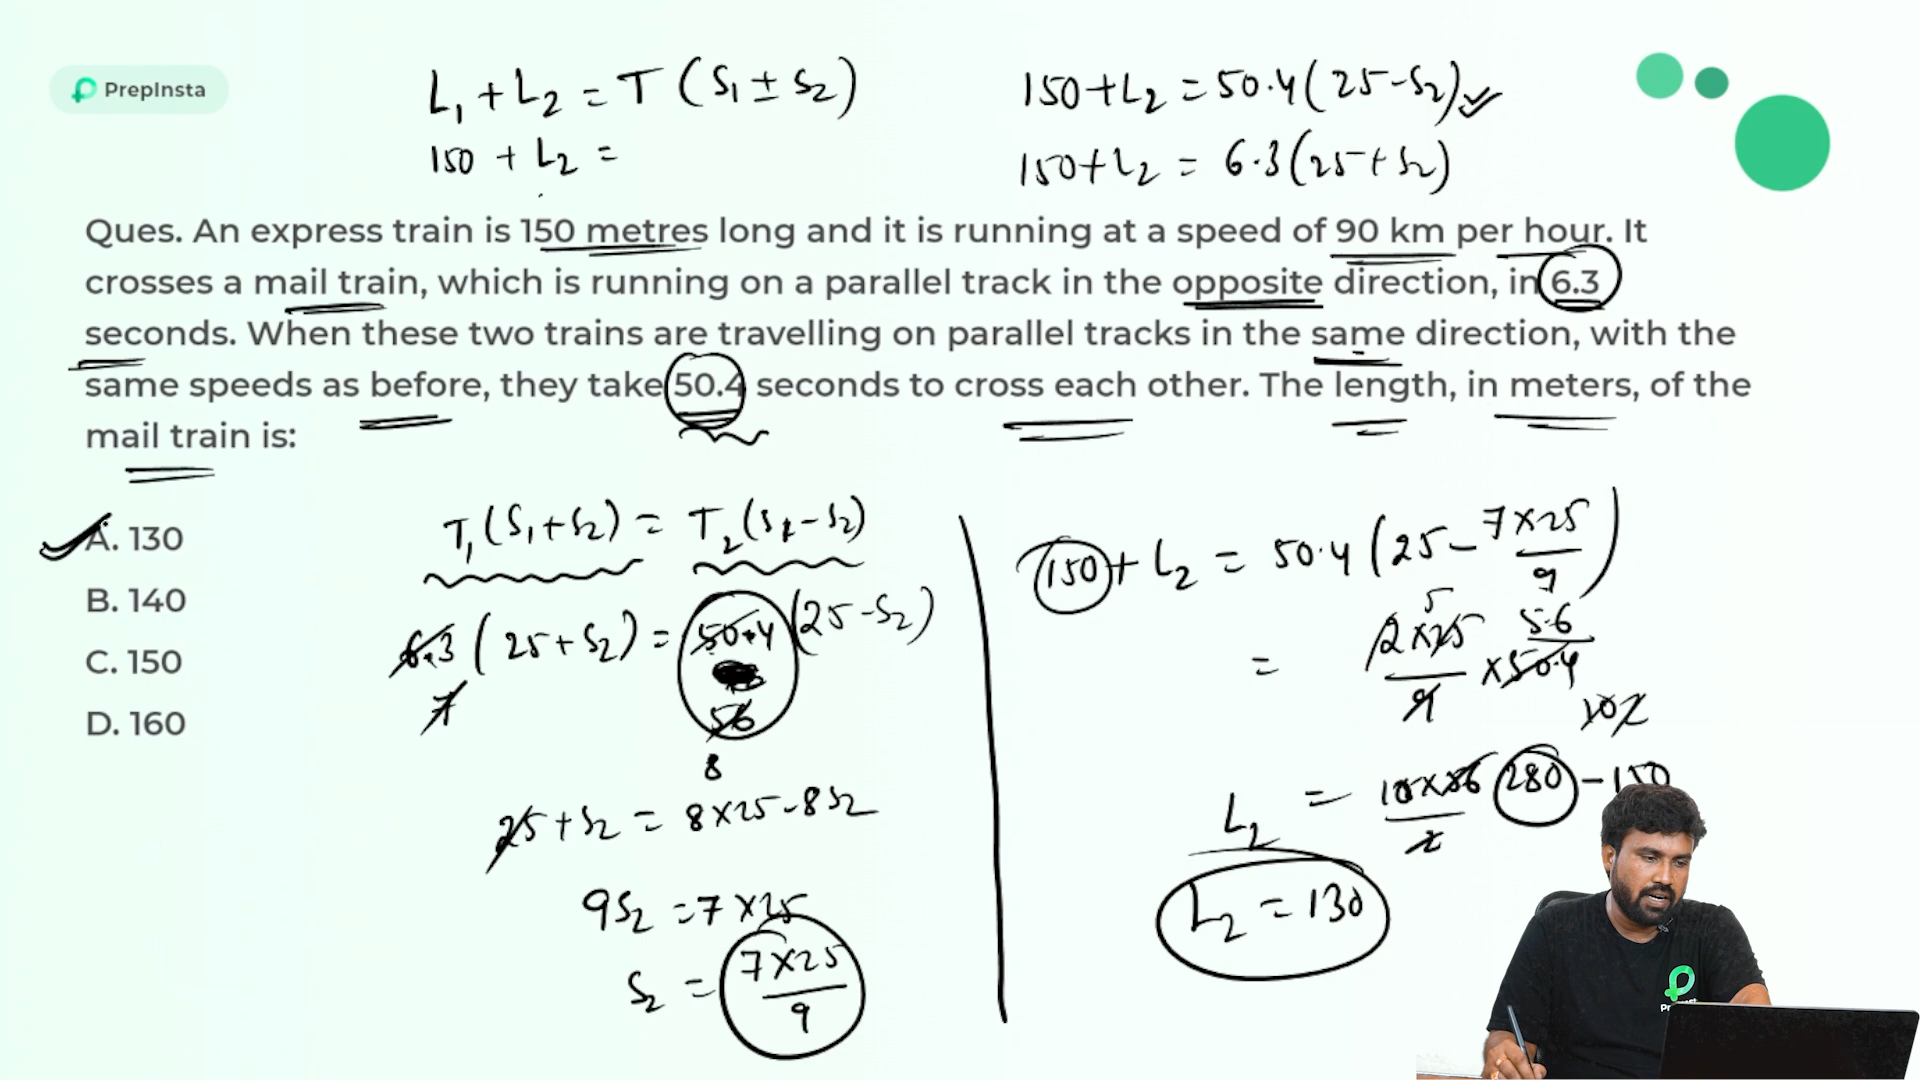 PrepInsta
L₁ + L₂ = T (S₁ ± S₂)
150 + L₂ =
150+L₂ = 50.4(25-S₂)
150+L₂ = 6.3(25+S₂)
Ques. An express train is 150 metres long and it is running at a speed of 90 km per hour. It
crosses a mail train, which is running on a parallel track in the opposite direction, in 6.3
seconds. When these two trains are travelling on parallel tracks in the same direction, with the
same speeds as before, they take 50.4 seconds to cross each other. The length, in meters, of the
mail train is:
A. 130
B. 140
C. 150
D. 160
T₁(S₁+S₂) = T₂(S₁-S₂)
6.3 (25+S₂) = 50.4 (25-S₂)
7
56
8
25+S₂ = 8×25-8S₂
9S₂ = 7×25
S₂ = 7×25
9
150+L₂ = 50.4 (25-7×25
9)
5 5.6
= 2×25 ×50.4
9
L₂ = 280-150
2
L₂ = 130